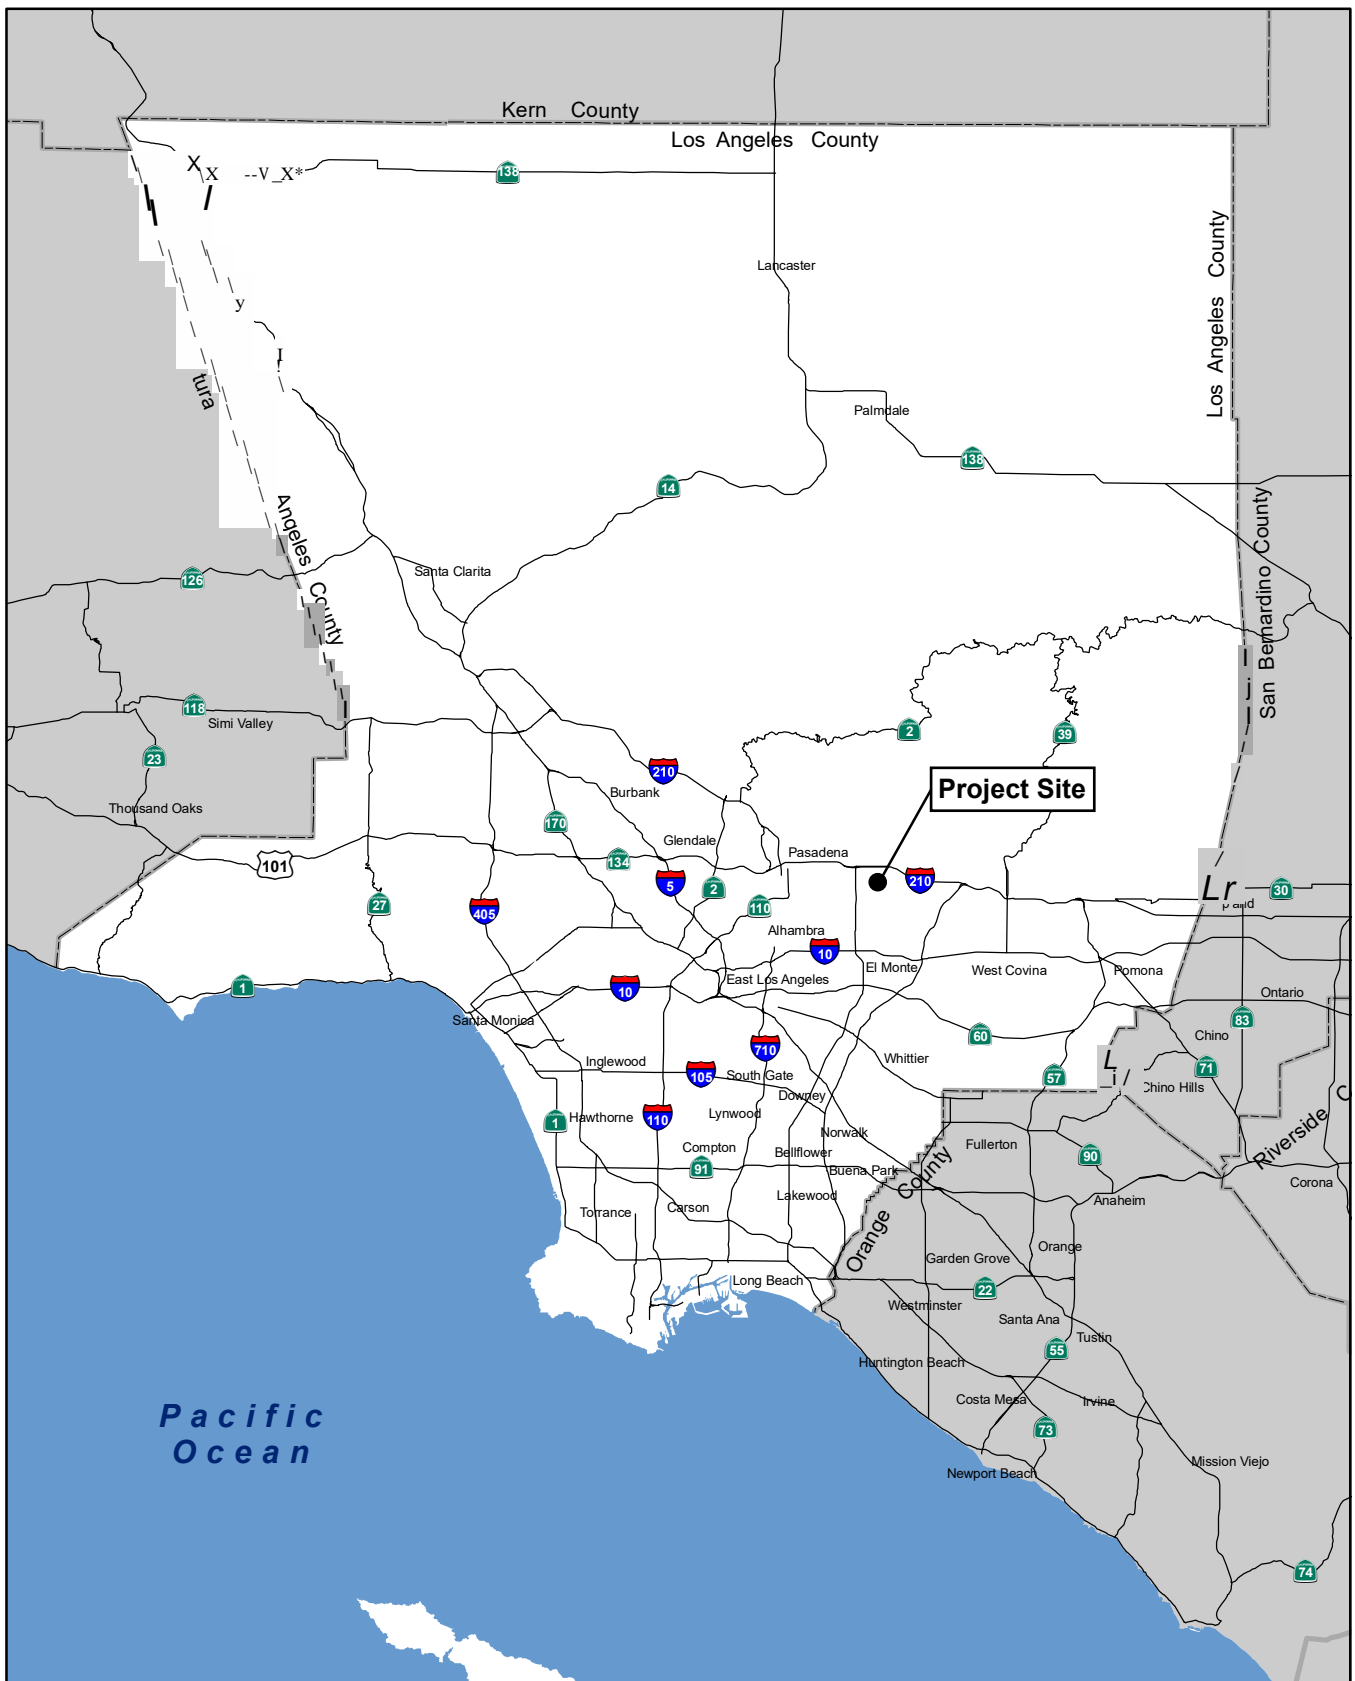 Kern County
Los Angeles County
X
X --V_X*
138
Los Angeles County
Lancaster
y
I
tura
Palmdale
138
14
Anqeles County
San Bernardino County
126
Santa Clarita
118
Simi Valley
2
39
23
210
Project Site
Burbank
Thousand Oaks
170
Glendale
134
Pasadena
101
5
2
210
Lr
30
27
405
110
Alhambra
10
El Monte
West Covina
Pomona
East Los Angeles
1
10
Ontario
Santa Monica
83
60
Chino
710
Inglewood
Whittier
L
i/
71
105
South Gate
57
Chino Hills
Downey
Lynwood
1
Hawthorne
110
Norwalk
Fullerton
Compton
Bellflower
90
Riverside C
91
Buena Park
Orange County
Corona
Lakewood
Anaheim
Torrance
Carson
Orange
Garden Grove
Long Beach
22
Westminster
Santa Ana
Tustin
55
Huntington Beach
Costa Mesa
Irvine
Pacific
Ocean
73
Mission Viejo
Newport Beach
74